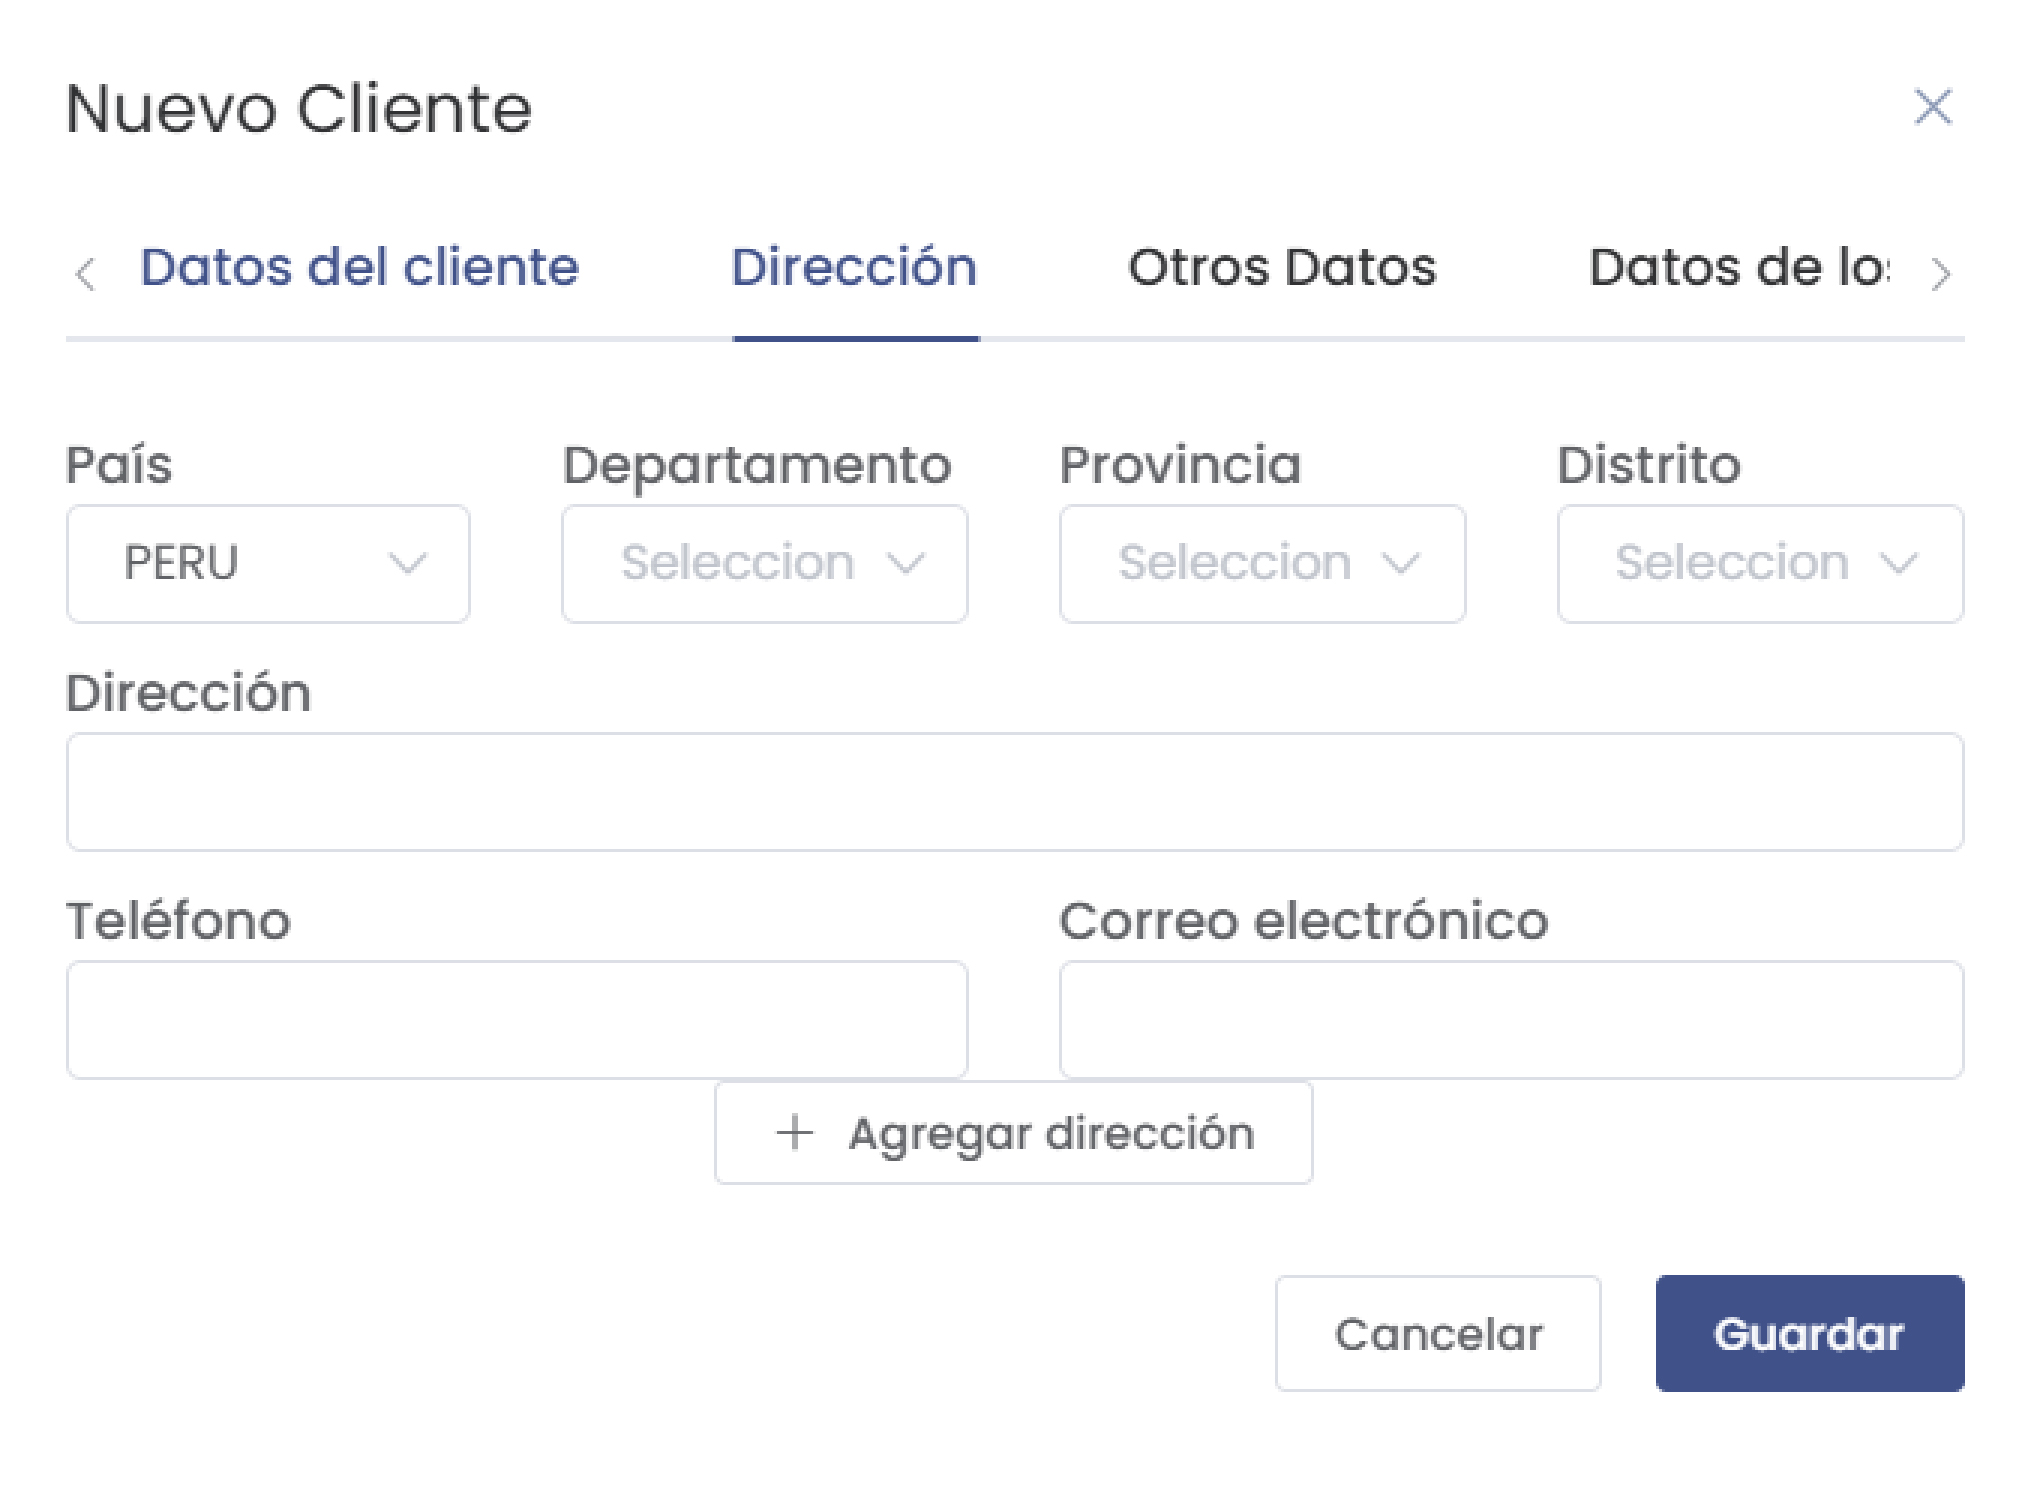 Nuevo Cliente
Datos del cliente Dirección Otros Datos Datos de lo
País Departamento Provincia Distrito
PERU Seleccion Seleccion Seleccion
Dirección
Teléfono Correo electrónico
+ Agregar dirección
Cancelar Guardar